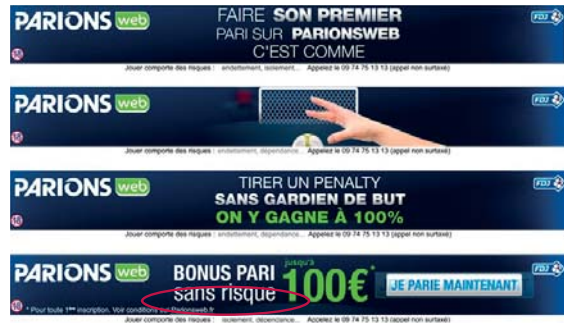 PARIONS web
FAIRE SON PREMIER
PARI SUR PARIONSWEB
C'EST COMME
FDJ
18
Jouer comporte des risques : endettement, isolement... Appelez le 09 74 75 13 13 (appel non surtaxé)
PARIONS web
FDJ
18
Jouer comporte des risques : endettement, dépendance... Appelez le 09 74 75 13 13 (appel non surtaxé)
PARIONS web
TIRER UN PENALTY
SANS GARDIEN DE BUT
ON Y GAGNE À 100%
FDJ
18
Jouer comporte des risques : endettement, dépendance... Appelez le 09 74 75 13 13 (appel non surtaxé)
PARIONS web
BONUS PARI
sans risque
jusqu'à
100€*
JE PARIE MAINTENANT
FDJ
18
* Pour toute 1ère inscription. Voir conditions sur Parionsweb.fr
Jouer comporte des risques : isolement, dépendance... Appelez le 09 74 75 13 13 (appel non surtaxé)